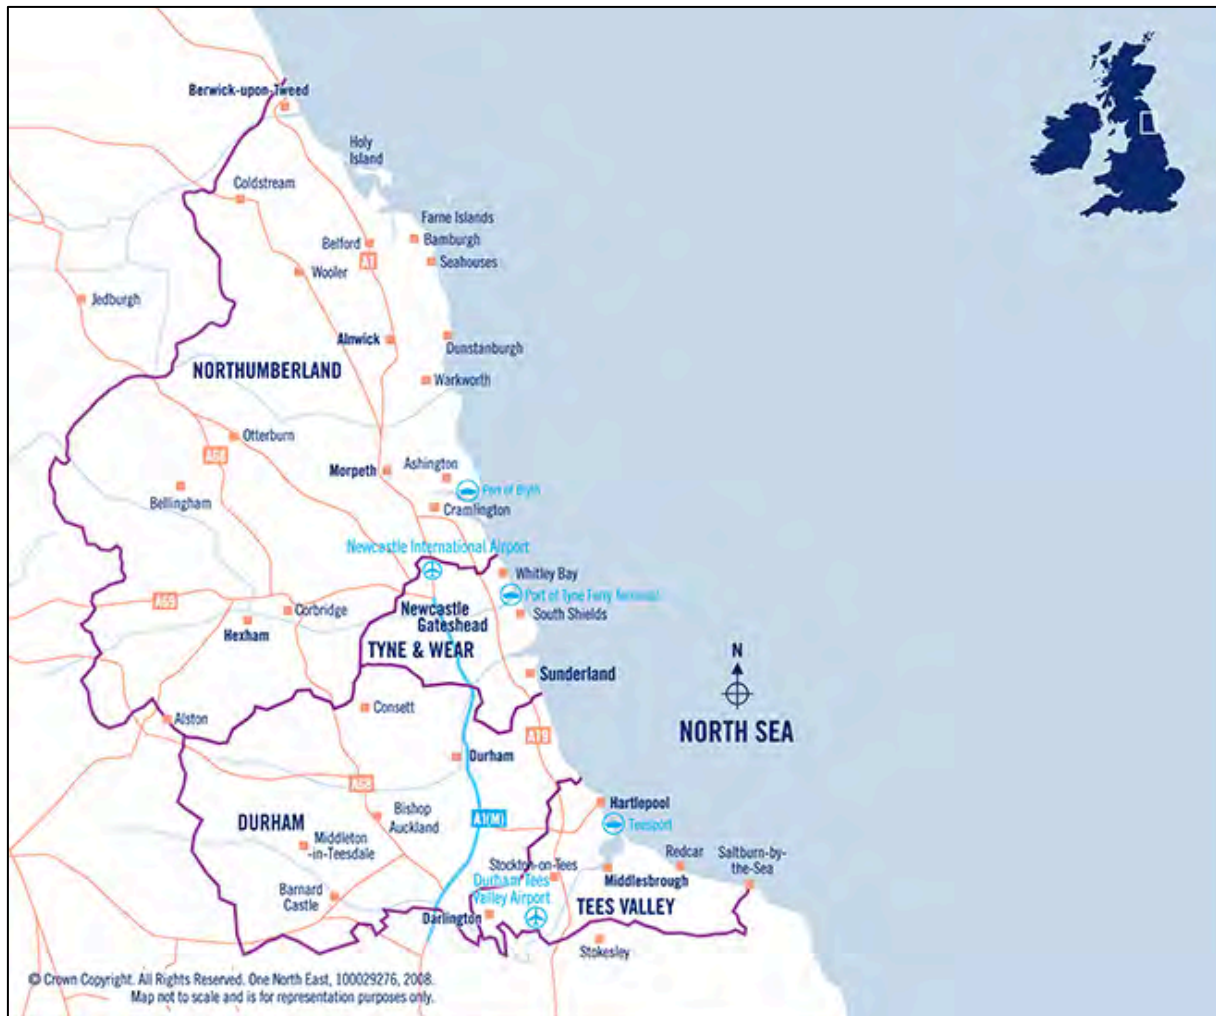 Berwick-upon-Tweed
Holy
Island
Coldstream
Farne Islands
Belford
Bamburgh
A1
Seahouses
Wooler
Jedburgh
Alnwick
Dunstanburgh
NORTHUMBERLAND
Warkworth
Otterburn
A68
Morpeth
Ashington
Bellingham
Port of Blyth
Cramlington
Newcastle International Airport
Whitley Bay
Port of Tyne Ferry Terminal
A69
Corbridge
Newcastle
Gateshead
South Shields
Hexham
TYNE & WEAR
N
Sunderland
Consett
Alston
NORTH SEA
A19
Durham
A68
Hartlepool
Bishop
Auckland
DURHAM
A1(M)
Teesport
Middleton
-in-Teesdale
Redcar
Saltburn-by-
the-Sea
Stockton-on-Tees
Middlesbrough
Durham Tees
Valley Airport
Barnard
Castle
TEES VALLEY
Darlington
Stokesley
© Crown Copyright. All Rights Reserved. One North East, 100029276, 2008.
Map not to scale and is for representation purposes only.